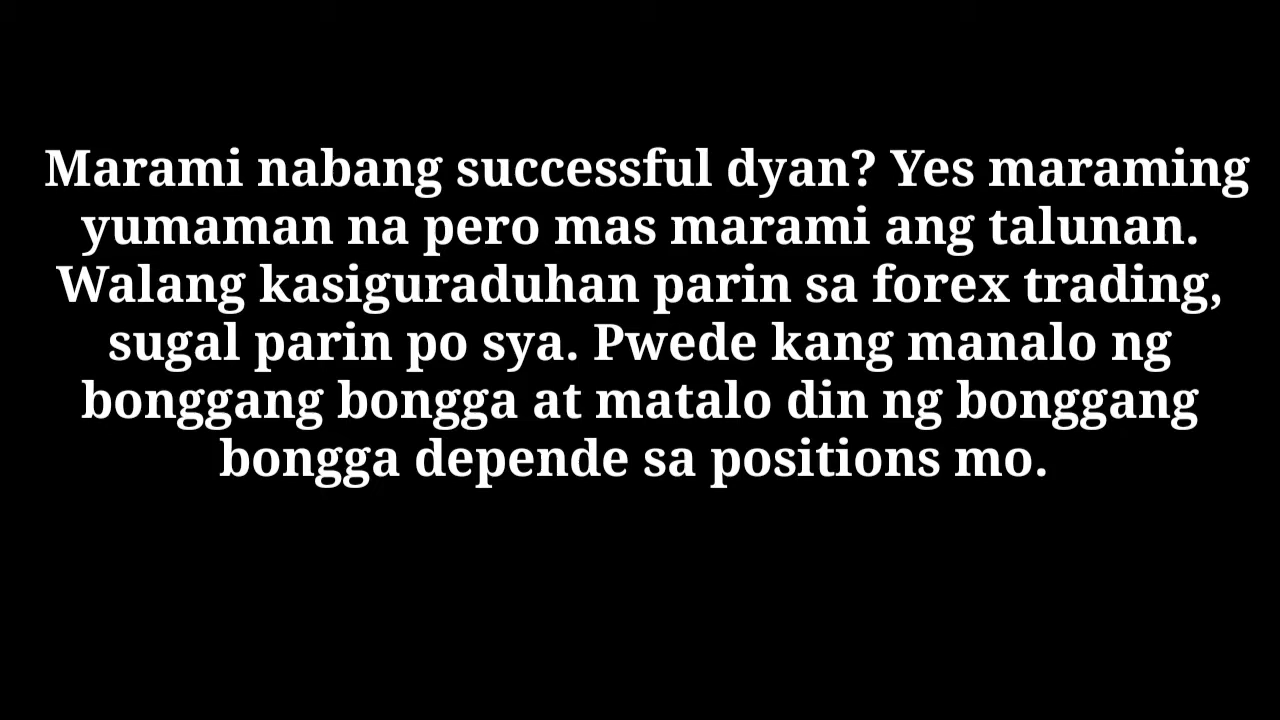 Marami nabang successful dyan? Yes maraming
yumaman na pero mas marami ang talunan.
Walang kasiguraduhan parin sa forex trading,
sugal parin po sya. Pwede kang manalo ng
bonggang bongga at matalo din ng bonggang
bongga depende sa positions mo.